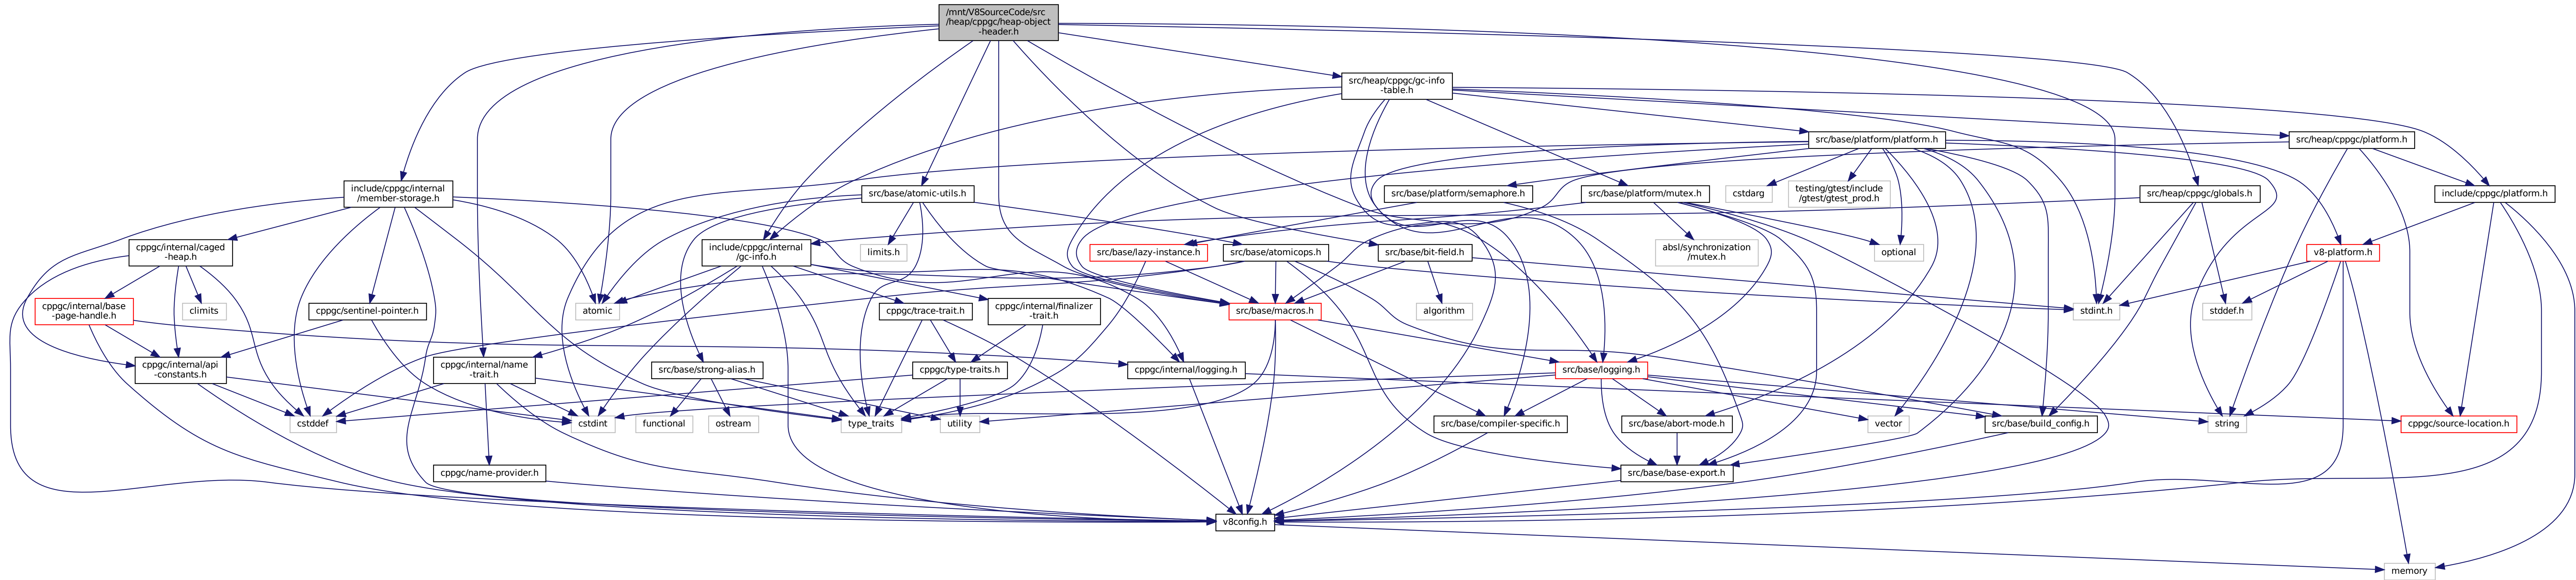 /mnt/V8SourceCode/src
/heap/cppgc/heap-object
-header.h
src/heap/cppgc/gc-info
-table.h
src/base/platform/platform.h
src/heap/cppgc/platform.h
include/cppgc/internal
/member-storage.h
src/base/atomic-utils.h
src/base/platform/semaphore.h
src/base/platform/mutex.h
cstdarg
testing/gtest/include
/gtest/gtest_prod.h
src/heap/cppgc/globals.h
include/cppgc/platform.h
cppgc/internal/caged
-heap.h
limits.h
include/cppgc/internal
/gc-info.h
src/base/lazy-instance.h
src/base/atomicops.h
src/base/bit-field.h
absl/synchronization
/mutex.h
optional
v8-platform.h
cppgc/internal/base
-page-handle.h
climits
cppgc/sentinel-pointer.h
atomic
cppgc/trace-trait.h
cppgc/internal/finalizer
-trait.h
src/base/macros.h
algorithm
stdint.h
stddef.h
cppgc/internal/api
-constants.h
cppgc/internal/name
-trait.h
src/base/strong-alias.h
cppgc/type-traits.h
cppgc/internal/logging.h
src/base/logging.h
cstddef
cstdint
functional
ostream
type_traits
utility
src/base/compiler-specific.h
src/base/abort-mode.h
vector
src/base/build_config.h
string
cppgc/source-location.h
cppgc/name-provider.h
src/base/base-export.h
v8config.h
memory